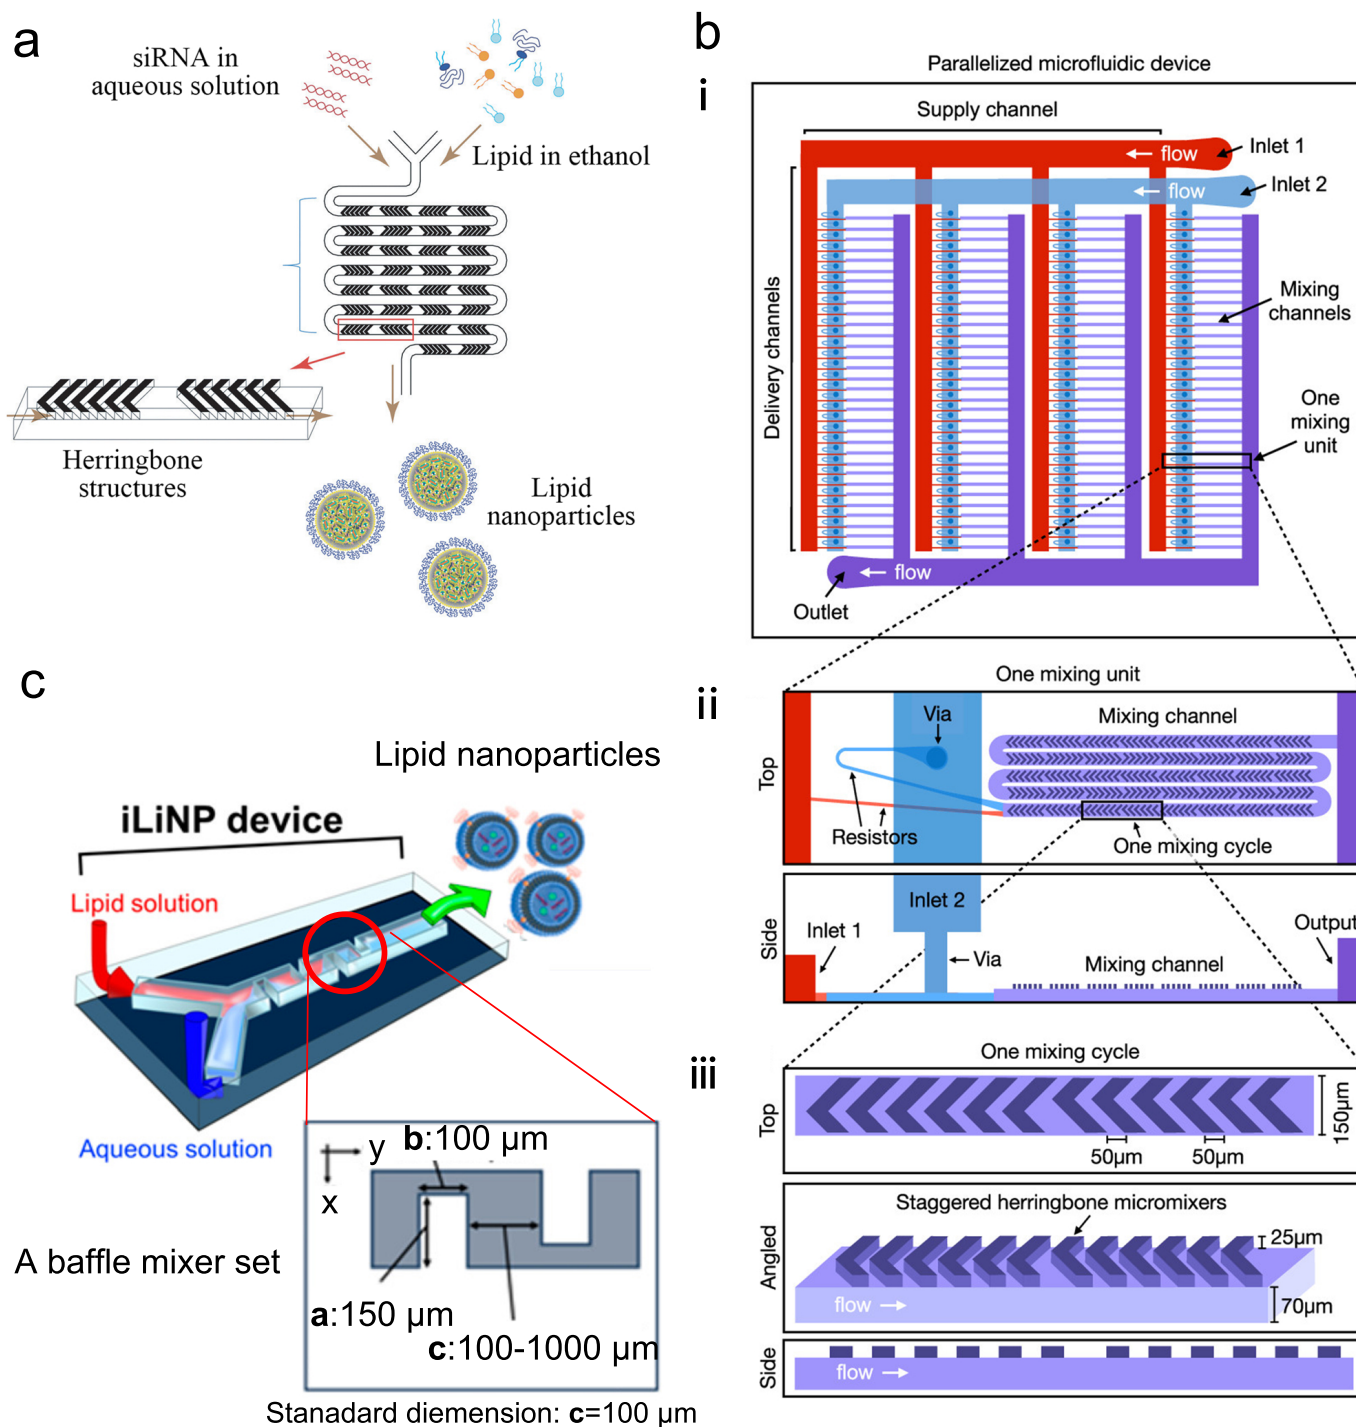 a
siRNA in
aqueous solution
Lipid in ethanol
Herringbone
structures
Lipid
nanoparticles
b
i
Parallelized microfluidic device
Supply channel
flow
Inlet 1
flow
Inlet 2
Delivery channels
Mixing
channels
One
mixing
unit
flow
Outlet
ii
One mixing unit
Top
Via
Mixing channel
Resistors
One mixing cycle
Side
Inlet 2
Inlet 1
Via
Mixing channel
Output
iii
One mixing cycle
Top
150µm
50µm
50µm
Angled
Staggered herringbone micromixers
25µm
flow
70µm
Side
flow
c
Lipid nanoparticles
iLiNP device
Lipid solution
Aqueous solution
A baffle mixer set
y
x
b:100 µm
a:150 µm
c:100-1000 µm
Stanadard diemension: c=100 µm